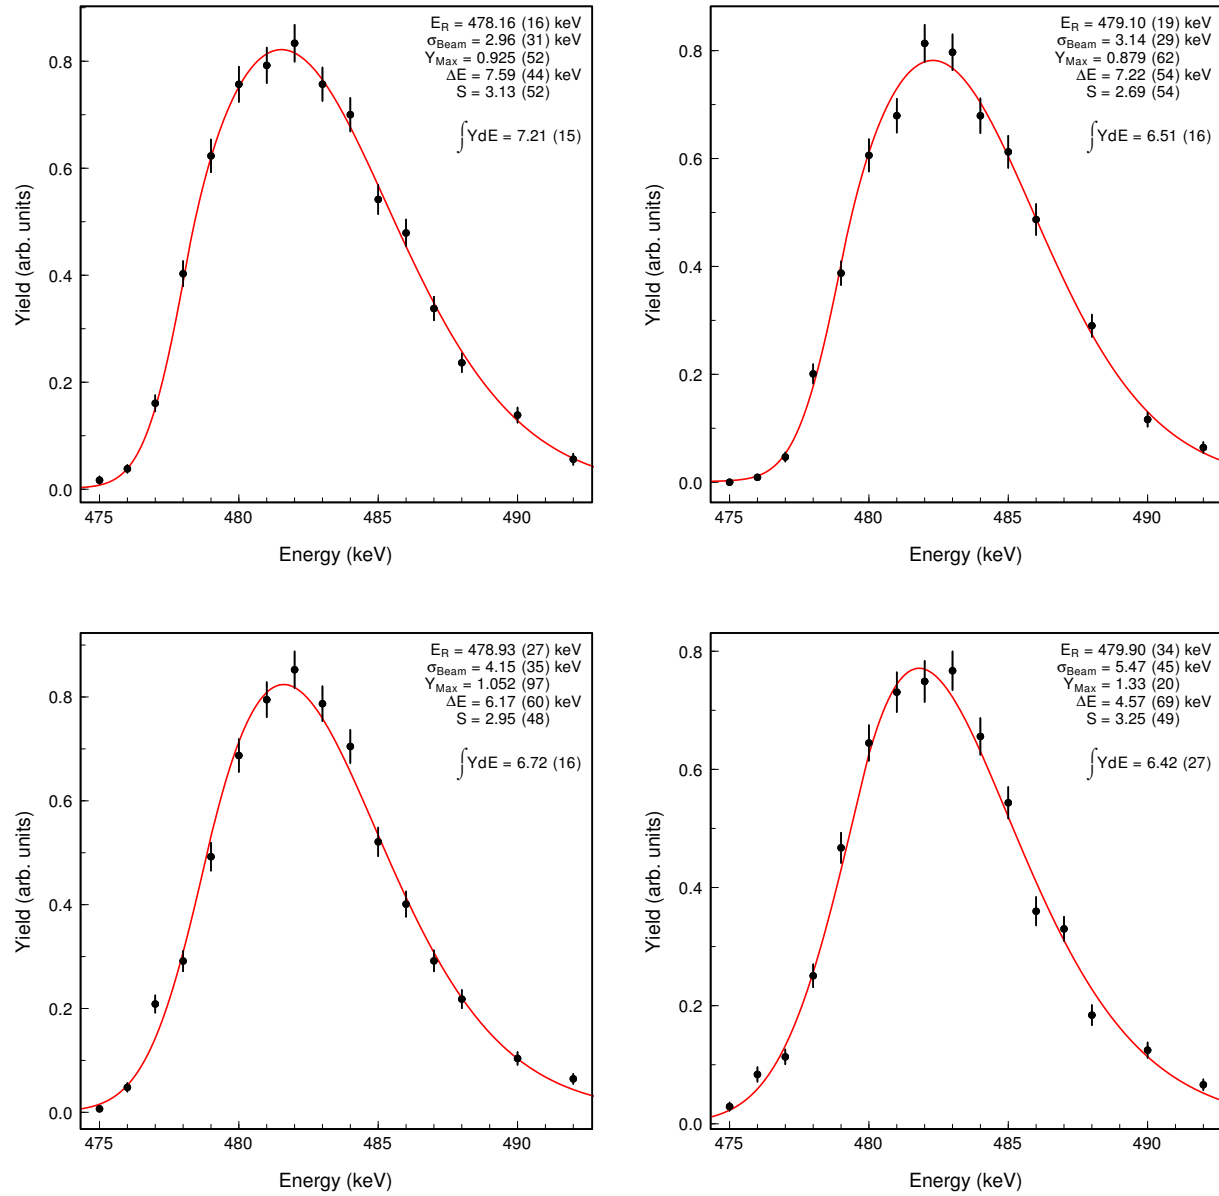 E_R = 478.16 (16) keV
σ_Beam = 2.96 (31) keV
Y_Max = 0.925 (52)
ΔE = 7.59 (44) keV
S = 3.13 (52)
∫YdE = 7.21 (15)
0.8
0.6
0.4
0.2
0.0
Yield (arb. units)
475 480 485 490
Energy (keV)
E_R = 479.10 (19) keV
σ_Beam = 3.14 (29) keV
Y_Max = 0.879 (62)
ΔE = 7.22 (54) keV
S = 2.69 (54)
∫YdE = 6.51 (16)
0.8
0.6
0.4
0.2
0.0
Yield (arb. units)
475 480 485 490
Energy (keV)
E_R = 478.93 (27) keV
σ_Beam = 4.15 (35) keV
Y_Max = 1.052 (97)
ΔE = 6.17 (60) keV
S = 2.95 (48)
∫YdE = 6.72 (16)
0.8
0.6
0.4
0.2
0.0
Yield (arb. units)
475 480 485 490
Energy (keV)
E_R = 479.90 (34) keV
σ_Beam = 5.47 (45) keV
Y_Max = 1.33 (20)
ΔE = 4.57 (69) keV
S = 3.25 (49)
∫YdE = 6.42 (27)
0.8
0.6
0.4
0.2
0.0
Yield (arb. units)
475 480 485 490
Energy (keV)